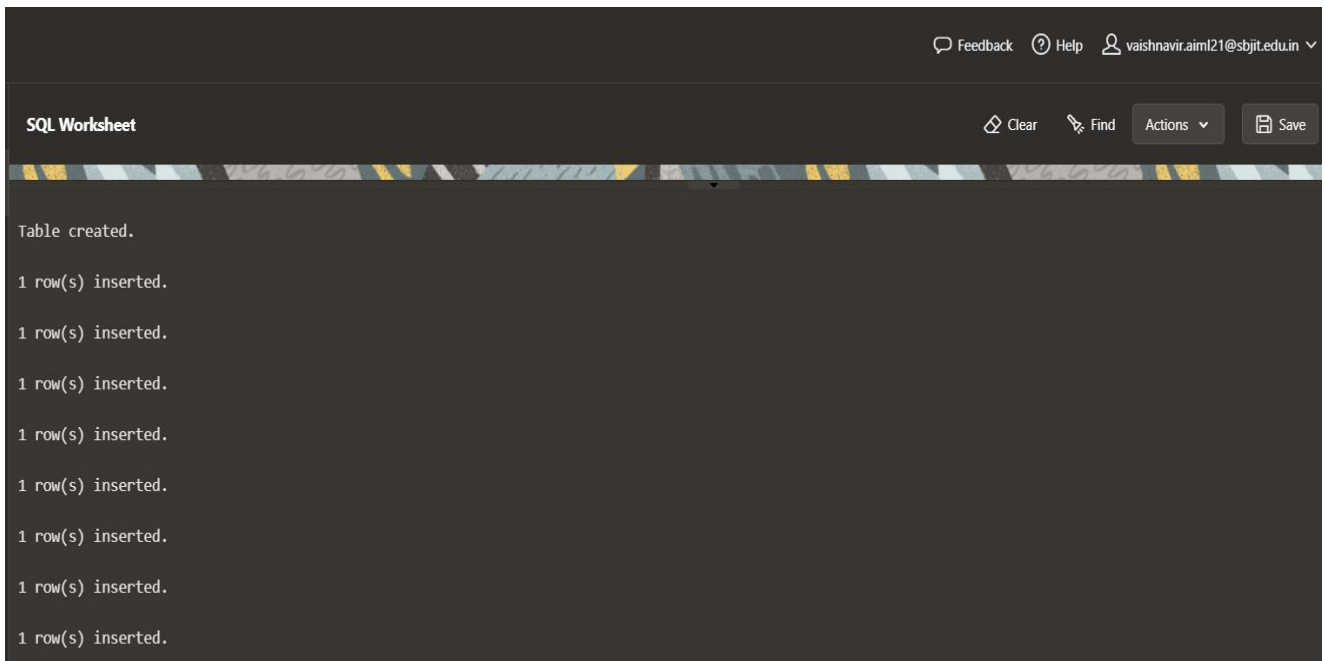 Feedback Help vaishnavir.aiml21@sbjit.edu.in
SQL Worksheet Clear Find Actions Save
Table created.
1 row(s) inserted.
1 row(s) inserted.
1 row(s) inserted.
1 row(s) inserted.
1 row(s) inserted.
1 row(s) inserted.
1 row(s) inserted.
1 row(s) inserted.